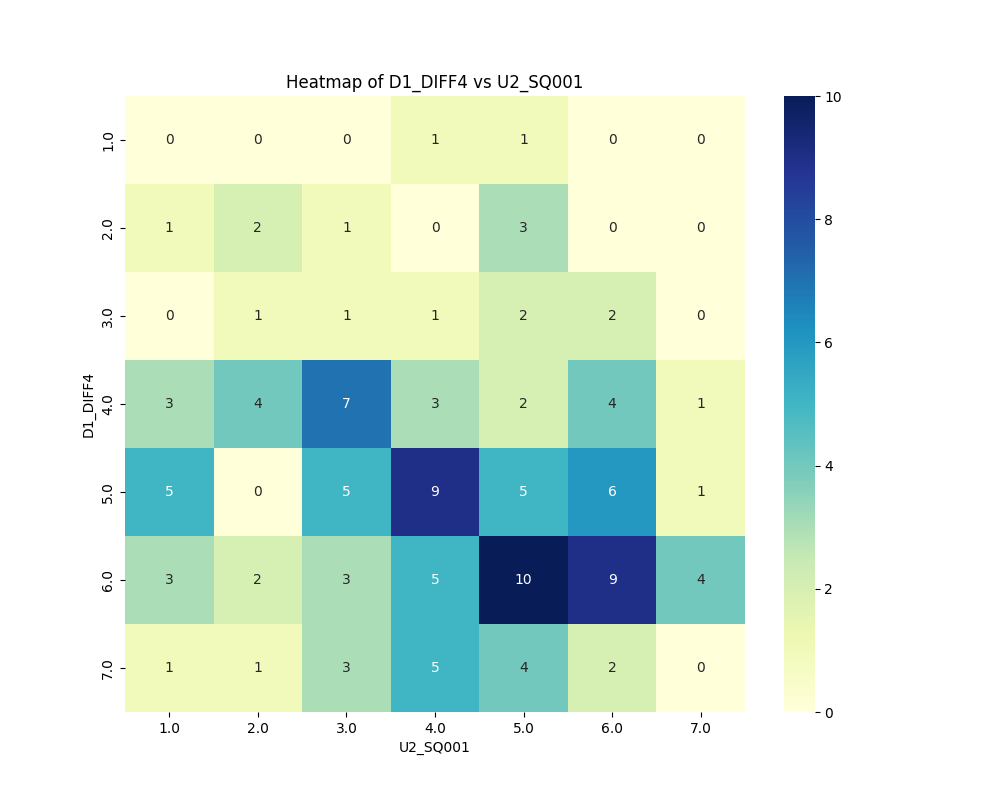 Heatmap of D1_DIFF4 vs U2_SQ001
1.0 0 0 0 1 1 0 0
2.0 1 2 1 0 3 0 0
3.0 0 1 1 1 2 2 0
4.0 3 4 7 3 2 4 1
5.0 5 0 5 9 5 6 1
6.0 3 2 3 5 10 9 4
7.0 1 1 3 5 4 2 0
1.0 2.0 3.0 4.0 5.0 6.0 7.0
U2_SQ001
D1_DIFF4
10
8
6
4
2
0